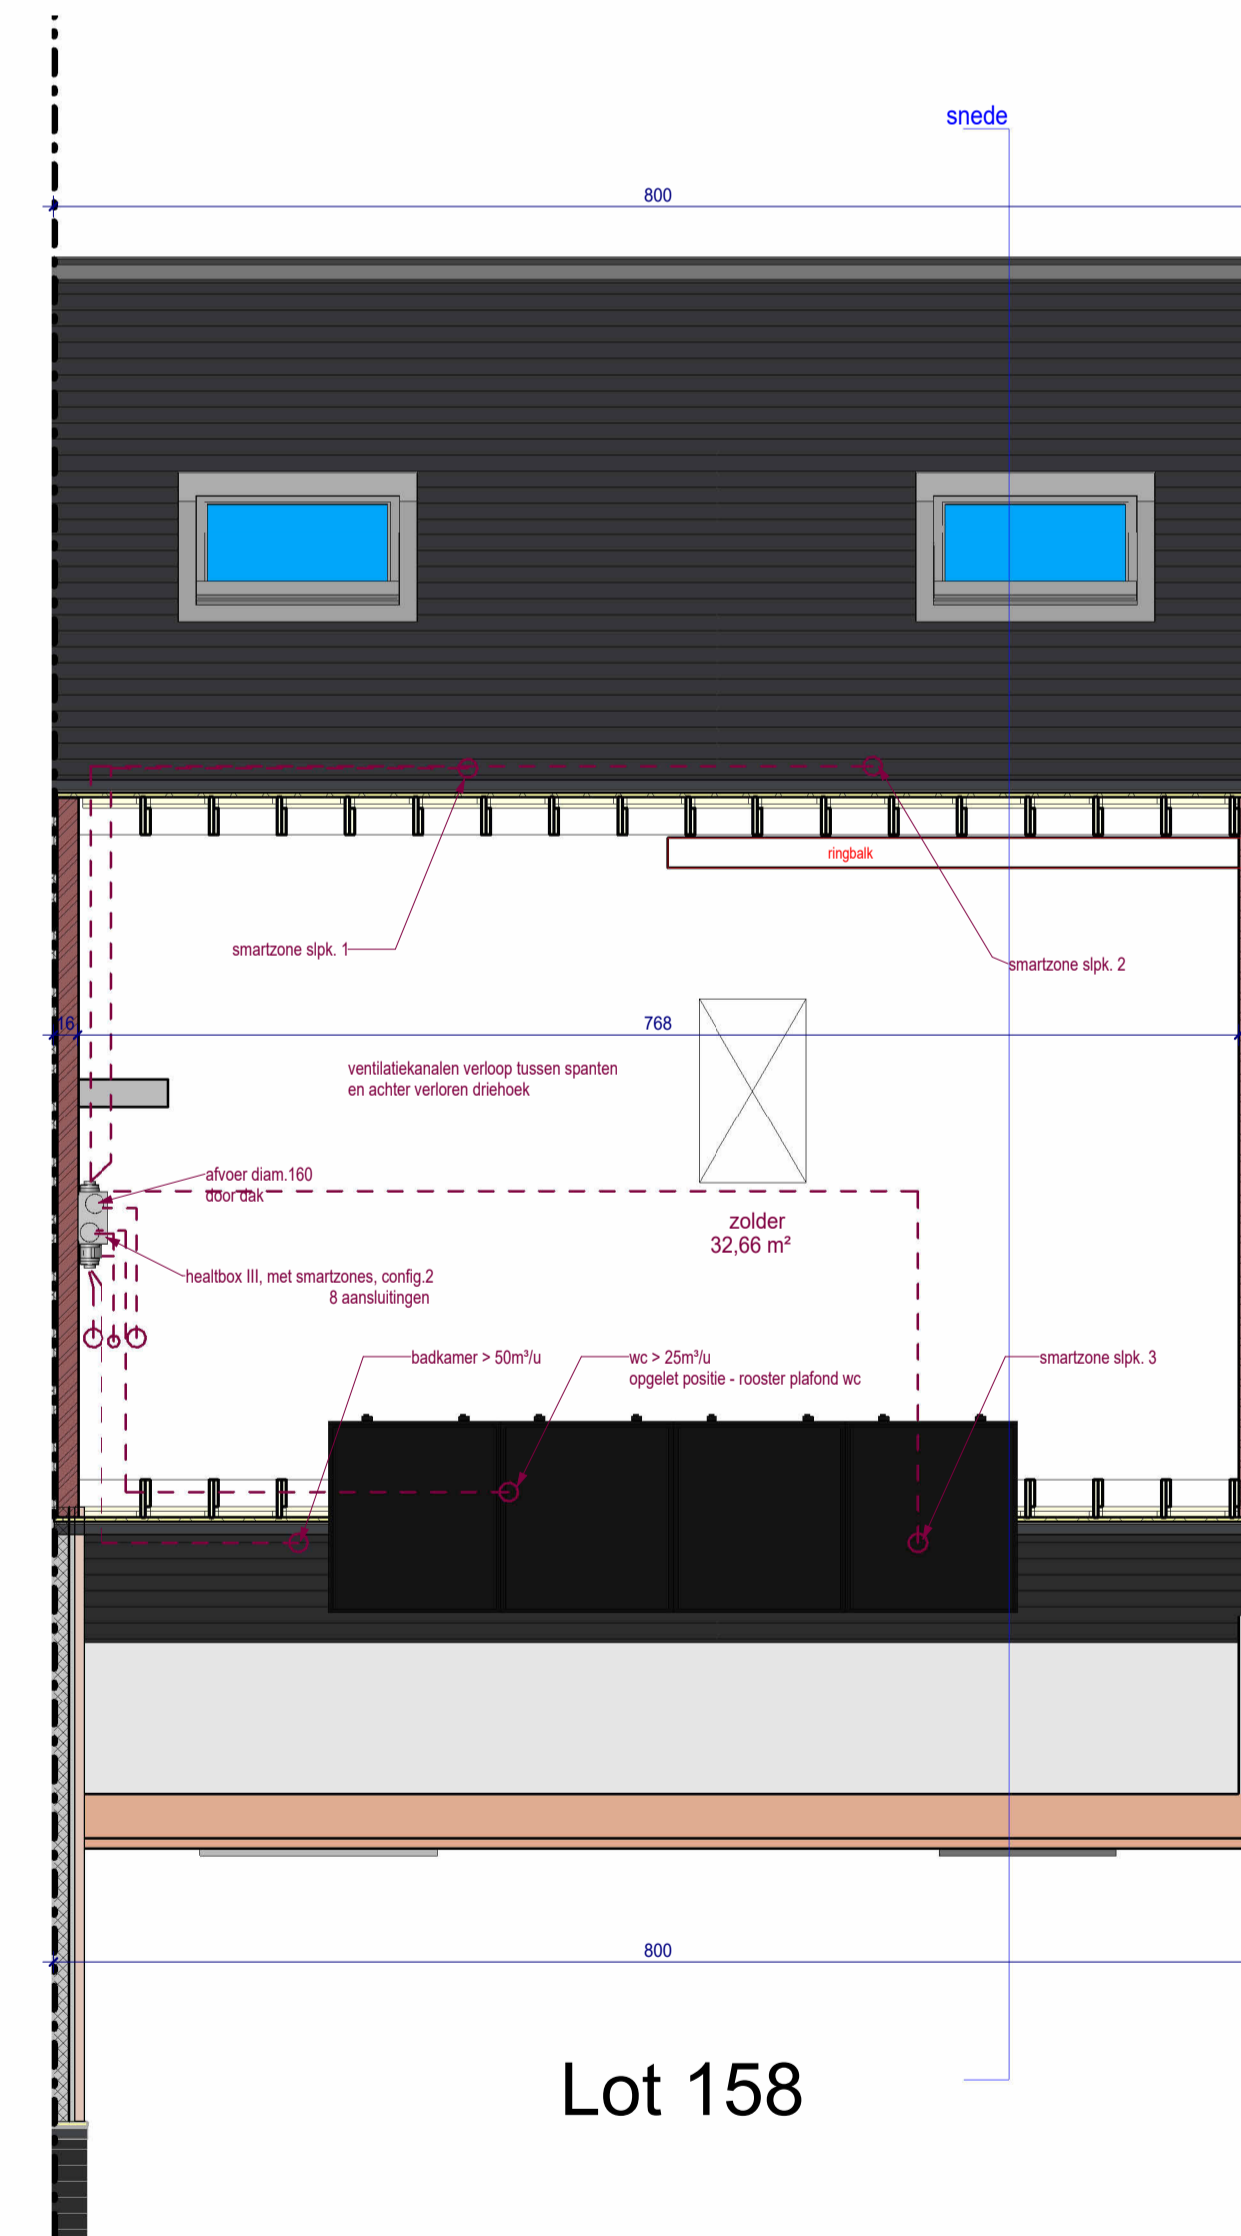 snede
800
ringbalk
smartzone slpk. 1
smartzone slpk. 2
16
768
ventilatiekanalen verloop tussen spanten
en achter verloren driehoek
afvoer diam.160
door dak
zolder
32,66 m²
healtbox III, met smartzones, config.2
8 aansluitingen
badkamer > 50m³/u
wc > 25m³/u
opgelet positie - rooster plafond wc
smartzone slpk. 3
800
Lot 158